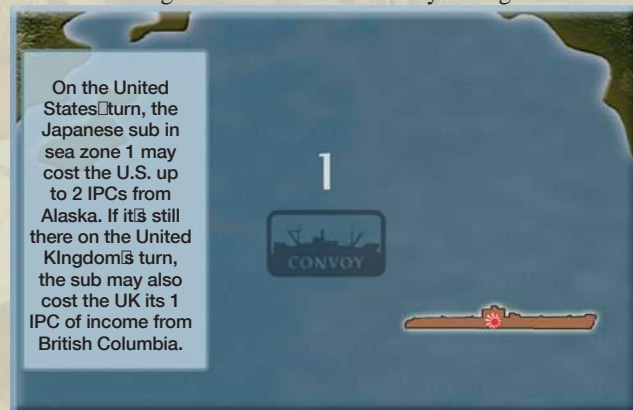 On the United
States□turn, the
Japanese sub in
sea zone 1 may
cost the U.S. up
to 2 IPCs from
Alaska. If it□s still
there on the United
KIngdom□s turn,
the sub may also
cost the UK its 1
IPC of income from
British Columbia.
1
CONVOY